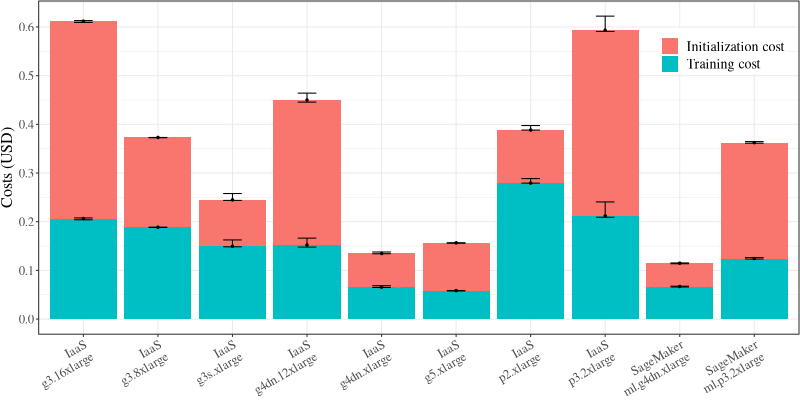 Costs (USD)
0.6
0.5
0.4
0.3
0.2
0.1
0.0
Initialization cost
Training cost
IaaS
g3.16xlarge
IaaS
g3.8xlarge
IaaS
g3s.xlarge
IaaS
g4dn.12xlarge
IaaS
g4dn.xlarge
IaaS
g5.xlarge
IaaS
p2.xlarge
IaaS
p3.2xlarge
SageMaker
ml.g4dn.xlarge
SageMaker
ml.p3.2xlarge